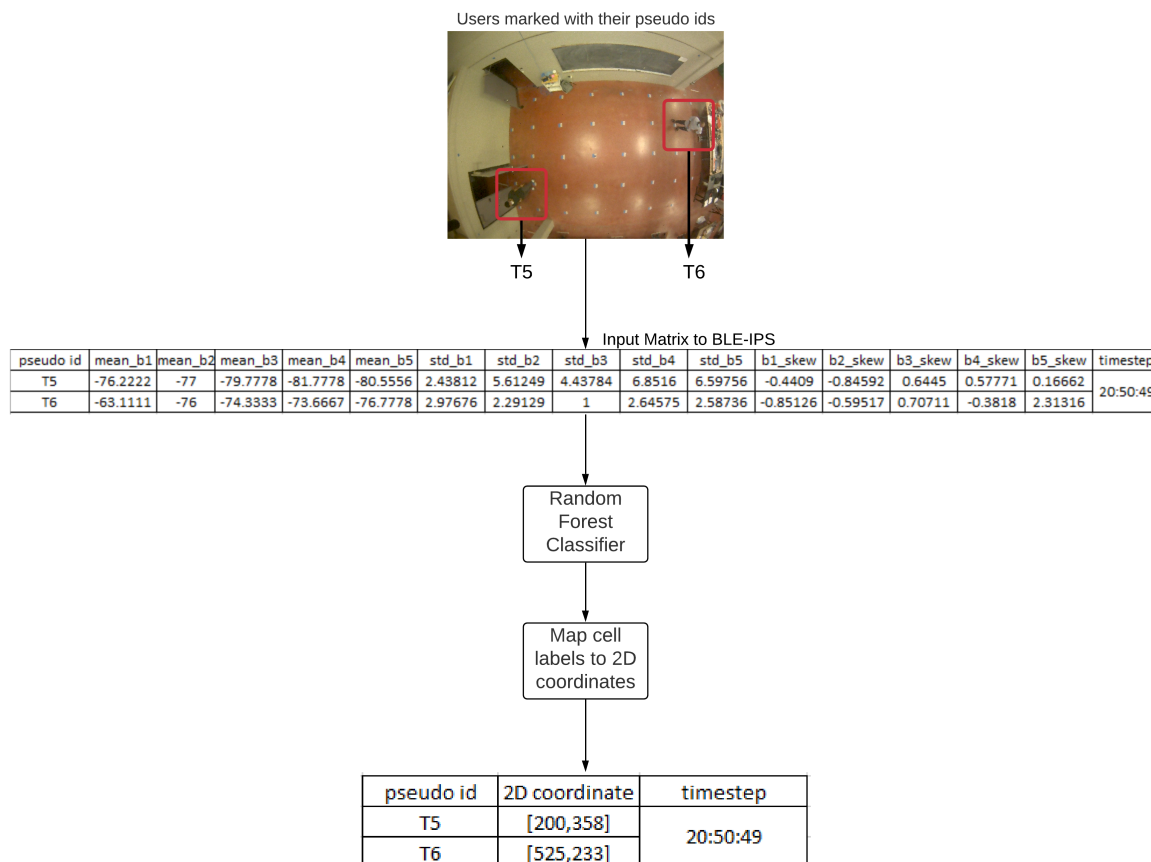 Users marked with their pseudo ids
T5 T6
Input Matrix to BLE-IPS
pseudo id mean_b1 mean_b2 mean_b3 mean_b4 mean_b5 std_b1 std_b2 std_b3 std_b4 std_b5 b1_skew b2_skew b3_skew b4_skew b5_skew timestep
T5 -76.2222 -77 -79.7778 -81.7778 -80.5556 2.43812 5.61249 4.43784 6.8516 6.59756 -0.4409 -0.84592 0.6445 0.57771 0.16662 20:50:49
T6 -63.1111 -76 -74.3333 -73.6667 -76.7778 2.97676 2.29129 1 2.64575 2.58736 -0.85126 -0.59517 0.70711 -0.3818 2.31316
Random
Forest
Classifier
Map cell
labels to 2D
coordinates
pseudo id 2D coordinate timestep
T5 [200,358] 20:50:49
T6 [525,233]